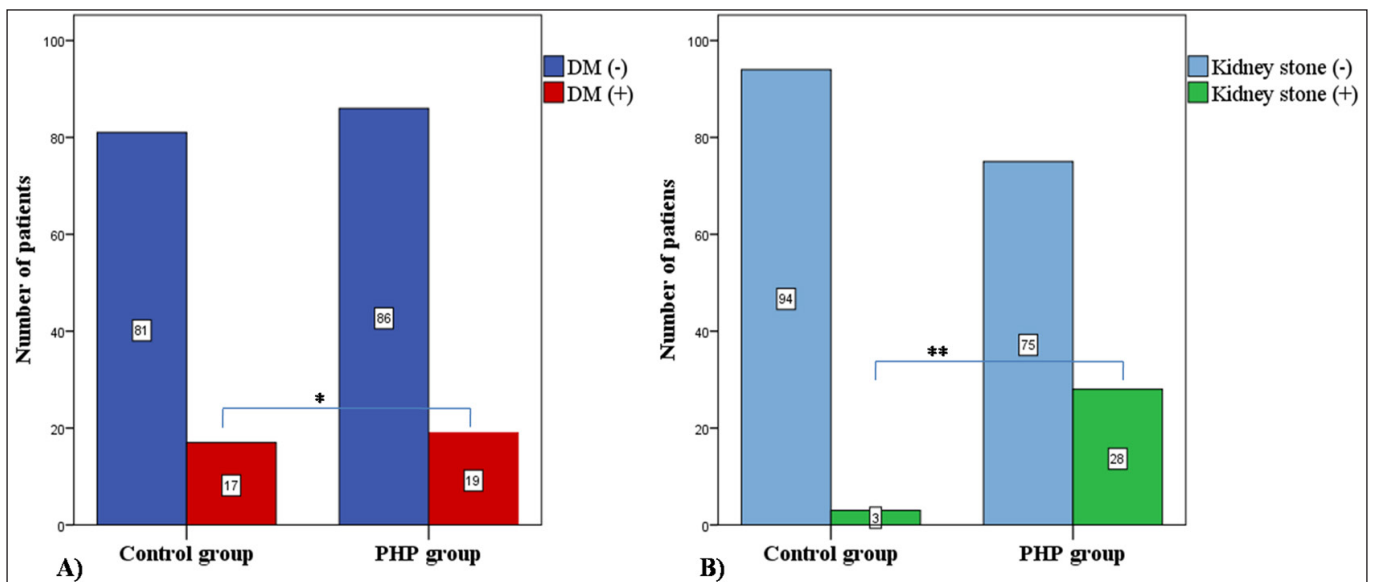 100
80
60
40
20
0
Number of patients
81
17
86
19
*
Control group
PHP group
A)
DM (-)
DM (+)
100
80
60
40
20
0
Number of patients
94
3
75
28
**
Control group
PHP group
B)
Kidney stone (-)
Kidney stone (+)